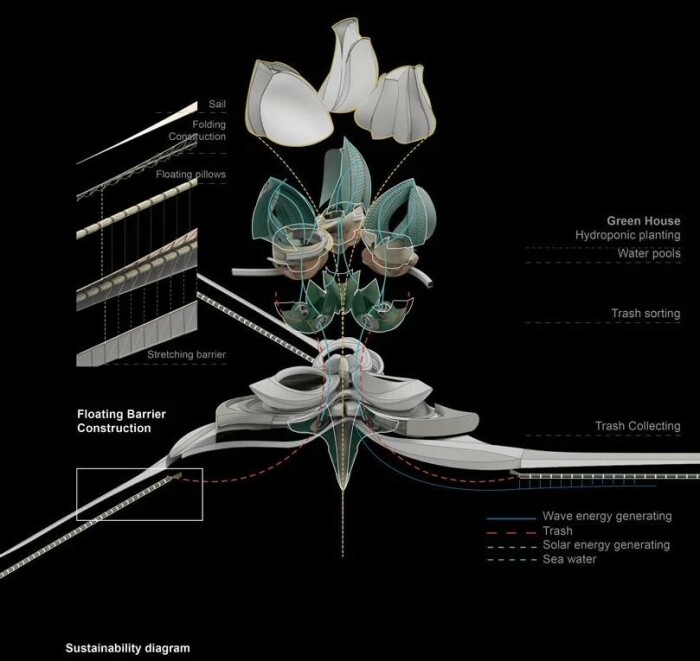 Sail
Folding
Construction
Floating pillows
Stretching barrier
Floating Barrier
Construction
Green House
Hydroponic planting
Water pools
Trash sorting
Trash Collecting
Wave energy generating
Trash
Solar energy generating
Sea water
Sustainability diagram